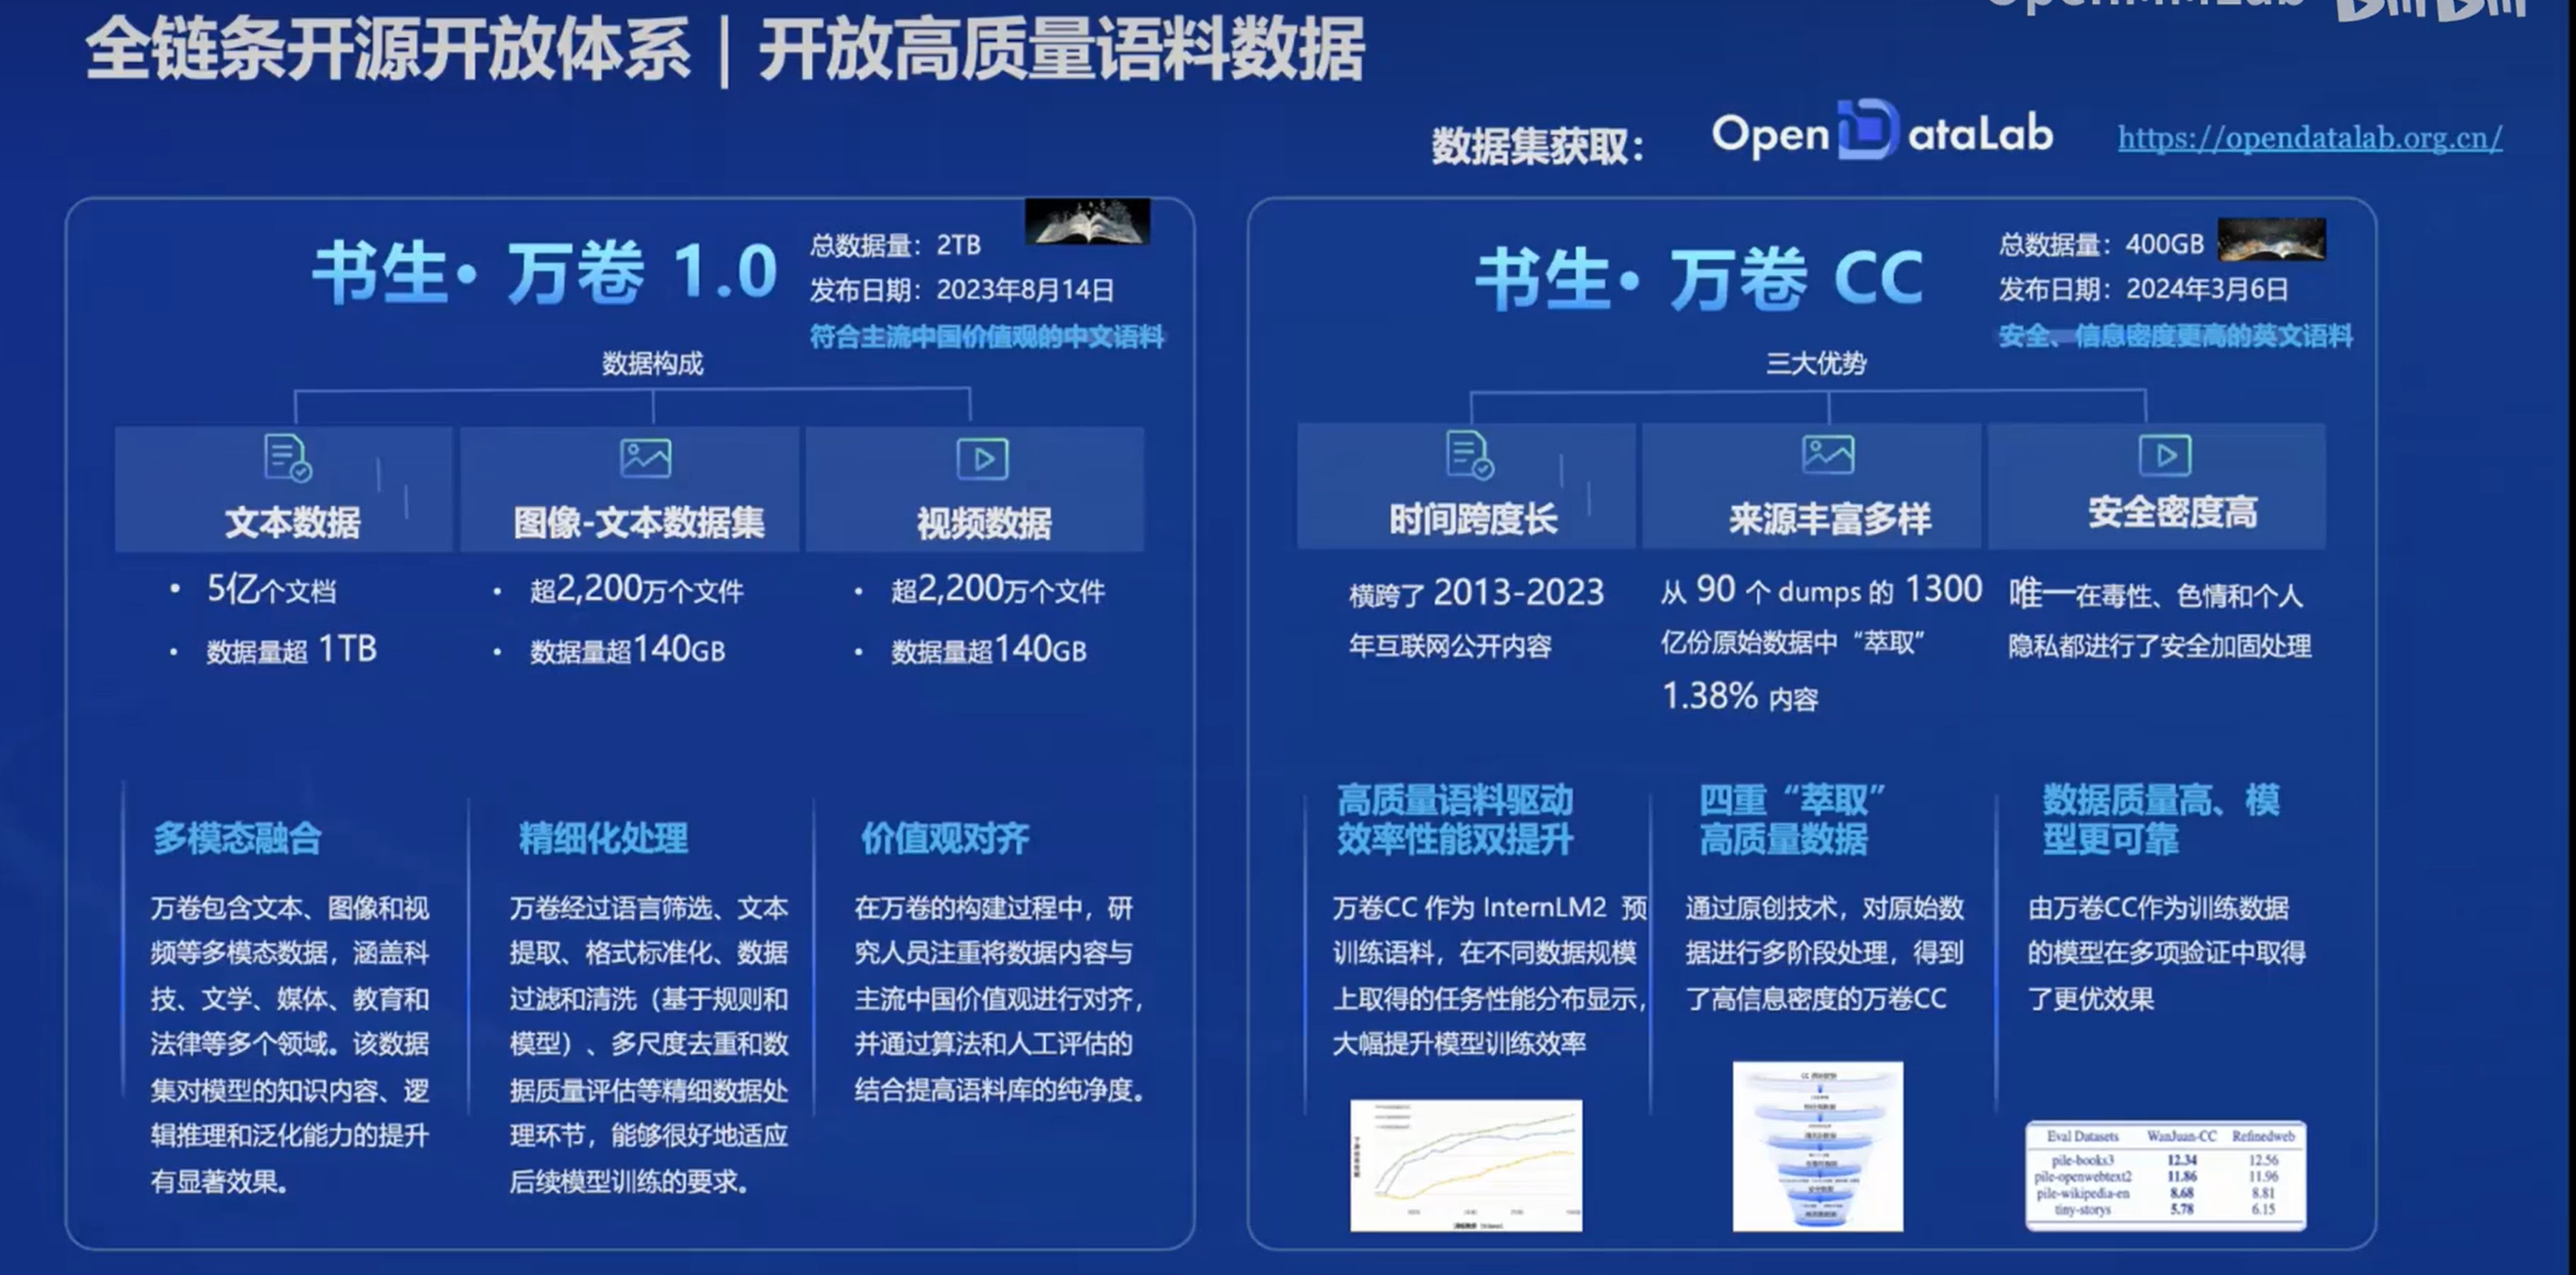 全链条开源开放体系｜开放高质量语料数据
数据集获取：
OpenDataLab
https://opendatalab.org.cn/
书生·万卷 1.0
总数据量：2TB
发布日期：2023年8月14日
符合主流中国价值观的中文语料
数据构成
文本数据
图像-文本数据集
视频数据
• 5亿个文档
• 数据量超 1TB
• 超2,200万个文件
• 数据量超140GB
• 超2,200万个文件
• 数据量超140GB
多模态融合
万卷包含文本、图像和视
频等多模态数据，涵盖科
技、文学、媒体、教育和
法律等多个领域。该数据
集对模型的知识内容、逻
辑推理和泛化能力的提升
有显著效果。
精细化处理
万卷经过语言筛选、文本
提取、格式标准化、数据
过滤和清洗（基于规则和
模型）、多尺度去重和数
据质量评估等精细数据处
理环节，能够很好地适应
后续模型训练的要求。
价值观对齐
在万卷的构建过程中，研
究人员注重将数据内容与
主流中国价值观进行对齐，
并通过算法和人工评估的
结合提高语料库的纯净度。
书生·万卷 CC
总数据量：400GB
发布日期：2024年3月6日
安全、信息密度更高的英文语料
三大优势
时间跨度长
来源丰富多样
安全密度高
横跨了 2013-2023
年互联网公开内容
从 90 个 dumps 的 1300
亿份原始数据中“萃取”
1.38% 内容
唯一在毒性、色情和个人
隐私都进行了安全加固处理
高质量语料驱动
效率性能双提升
万卷CC 作为 InternLM2 预
训练语料，在不同数据规模
上取得的任务性能分布显示，
大幅提升模型训练效率
四重“萃取”
高质量数据
通过原创技术，对原始数
据进行多阶段处理，得到
了高信息密度的万卷CC
数据质量高、模
型更可靠
由万卷CC作为训练数据
的模型在多项验证中取得
了更优效果
Eval Datasets WanJuan-CC Refinedweb
pile-books3 12.34 12.56
pile-openwebtext2 11.86 11.96
pile-wikipedia-en 8.68 8.81
tiny-storys 5.78 6.15